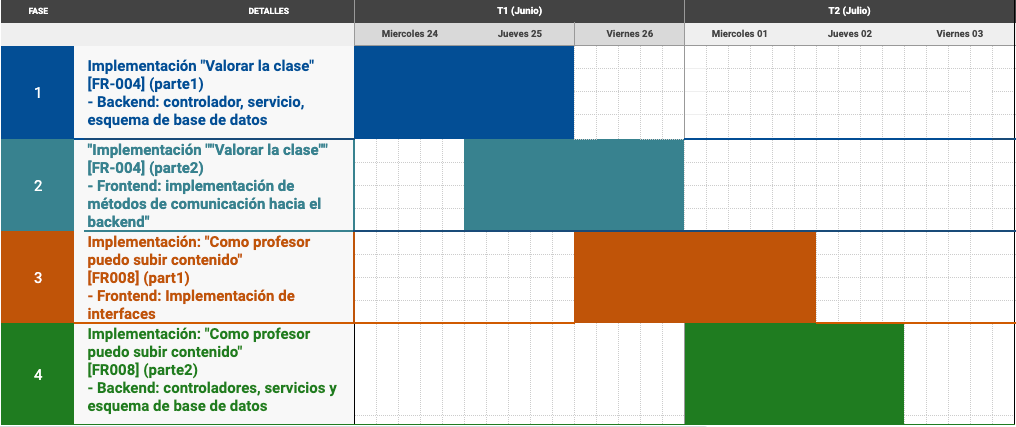 FASE DETALLES T1 (Junio) T2 (Julio)
Miercoles 24 Jueves 25 Viernes 26 Miercoles 01 Jueves 02 Viernes 03
1
Implementación "Valorar la clase"
[FR-004] (parte1)
- Backend: controlador, servicio,
esquema de base de datos
2
"Implementación ""Valorar la clase""
[FR-004] (parte2)
- Frontend: implementación de
métodos de comunicación hacia el
backend"
3
Implementación: "Como profesor
puedo subir contenido"
[FR008] (part1)
- Frontend: Implementación de
interfaces
4
Implementación: "Como profesor
puedo subir contenido"
[FR008] (parte2)
- Backend: controladores, servicios y
esquema de base de datos